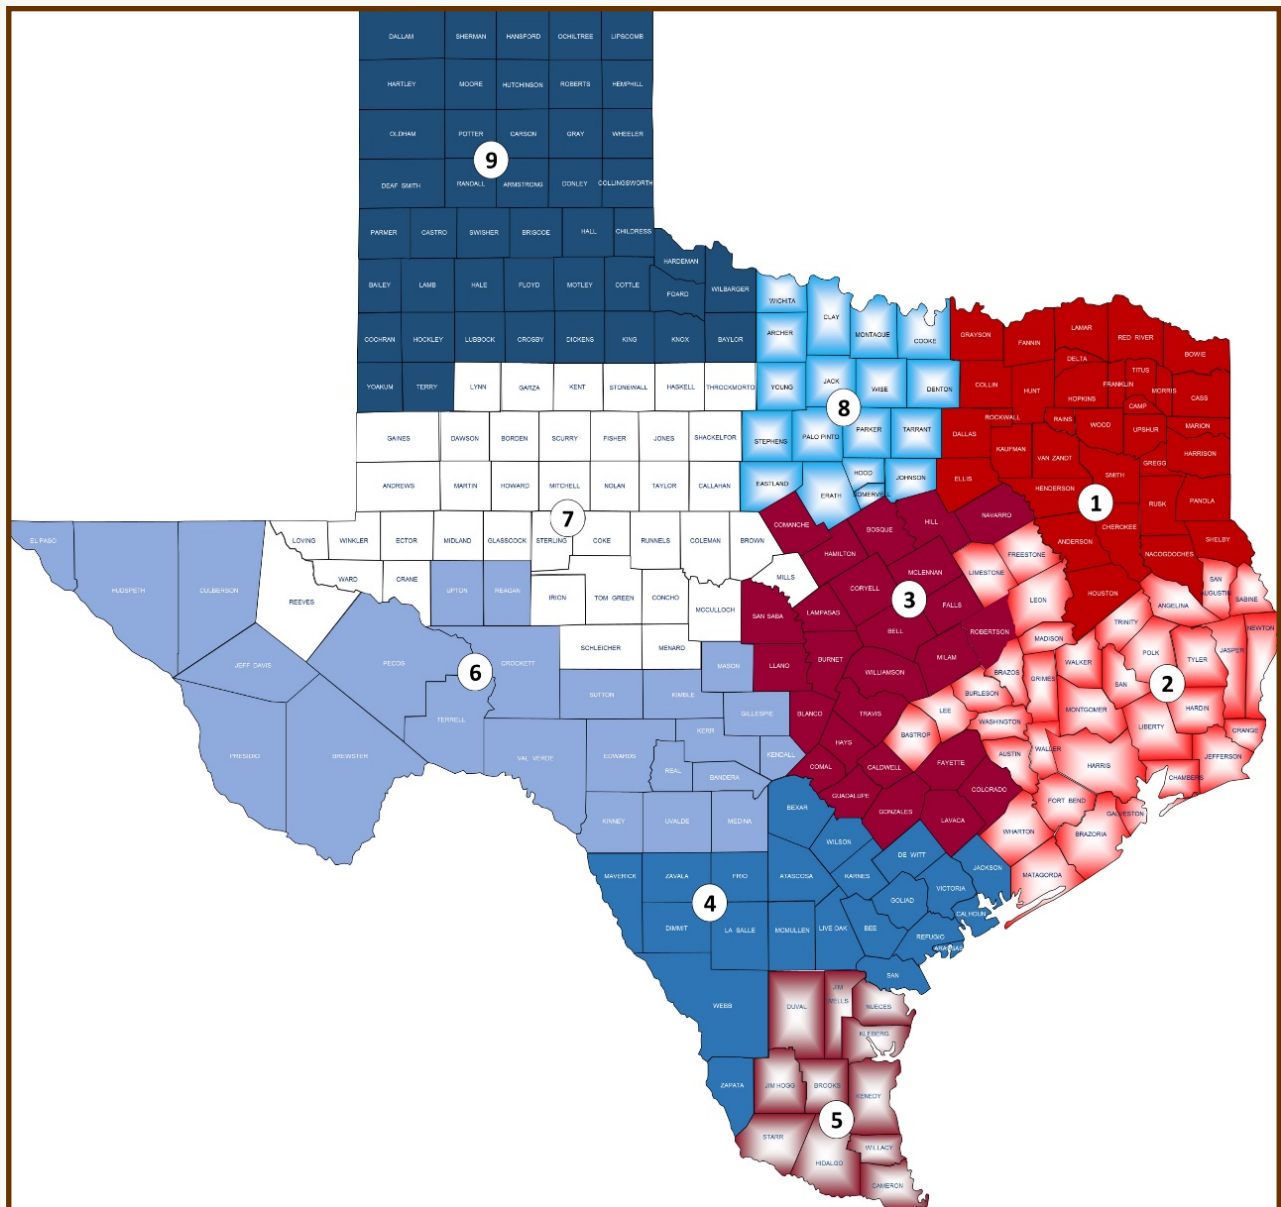 DALLAM SHERMAN HANSFORD OCHILTREE LIPSCOMB
HARTLEY MOORE HUTCHINSON ROBERTS HEMPHILL
OLDHAM POTTER CARSON GRAY WHEELER
9
DEAF SMITH RANDALL ARMSTRONG DONLEY COLLINGSWORTH
PARMER CASTRO SWISHER BRISCOE HALL CHILDRESS
HARDEMAN
BAILEY LAMB HALE FLOYD MOTLEY COTTLE FOARD WILBARGER WICHITA
CLAY
COCHRAN HOCKLEY LUBBOCK CROSBY DICKENS KING KNOX BAYLOR ARCHER MONTAGUE COOKE GRAYSON FANNIN LAMAR RED RIVER BOWIE
DELTA TITUS
YOAKUM TERRY LYNN GARZA KENT STONEWALL HASKELL THROCKMORTO YOUNG JACK WISE DENTON COLLIN HUNT HOPKINS FRANKLIN MORRIS CASS
8
CAMP
ROCKWALL RAINS WOOD UPSHUR MARION
GAINES DAWSON BORDEN SCURRY FISHER JONES SHACKELFOR STEPHENS PALO PINTO PARKER TARRANT DALLAS KAUFMAN VAN ZANDT GREGG HARRISON
ANDREWS MARTIN HOWARD MITCHELL NOLAN TAYLOR CALLAHAN EASTLAND ERATH HOOD SOMERVELL JOHNSON ELLIS HENDERSON SMITH RUSK PANOLA
1
7
EL PASO LOVING WINKLER ECTOR MIDLAND GLASSCOCK STERLING COKE RUNNELS COLEMAN BROWN COMANCHE BOSQUE HILL NAVARRO ANDERSON CHEROKEE SHELBY
HAMILTON FREESTONE NACOGDOCHES
HUDSPETH CULBERSON REEVES WARD CRANE UPTON REAGAN IRION TOM GREEN CONCHO MCCULLOCH MILLS CORYELL MCLENNAN LIMESTONE LEON HOUSTON SAN AUGUSTIN SABINE
3
ANGELINA
SAN SABA LAMPASAS FALLS TRINITY NEWTON
SCHLEICHER MENARD BELL ROBERTSON MADISON JASPER
JEFF DAVIS PECOS CROCKETT MASON LLANO BURNET MILAM WALKER POLK TYLER
6
WILLIAMSON BRAZOS GRIMES SAN
2
SUTTON KIMBLE BURLESON
TERRELL GILLESPIE BLANCO TRAVIS LEE WASHINGTON MONTGOMER LIBERTY HARDIN
KERR HAYS BASTROP ORANGE
PRESIDIO BREWSTER VAL VERDE EDWARDS REAL BANDERA KENDALL COMAL CALDWELL FAYETTE AUSTIN WALLER HARRIS JEFFERSON
CHAMBERS
GUADALUPE COLORADO FORT BEND
KINNEY UVALDE MEDINA BEXAR GONZALES LAVACA WHARTON BRAZORIA GALVESTON
WILSON DE WITT
MAVERICK ZAVALA FRIO ATASCOSA KARNES JACKSON MATAGORDA
VICTORIA
4
GOLIAD
DIMMIT LA SALLE MCMULLEN LIVE OAK BEE CALHOUN
REFUGIO
ARANSAS
SAN
WEBB DUVAL JIM WELLS NUECES
KLEBERG
ZAPATA JIM HOGG BROOKS KENEDY
5
STARR WILLACY
HIDALGO
CAMERON